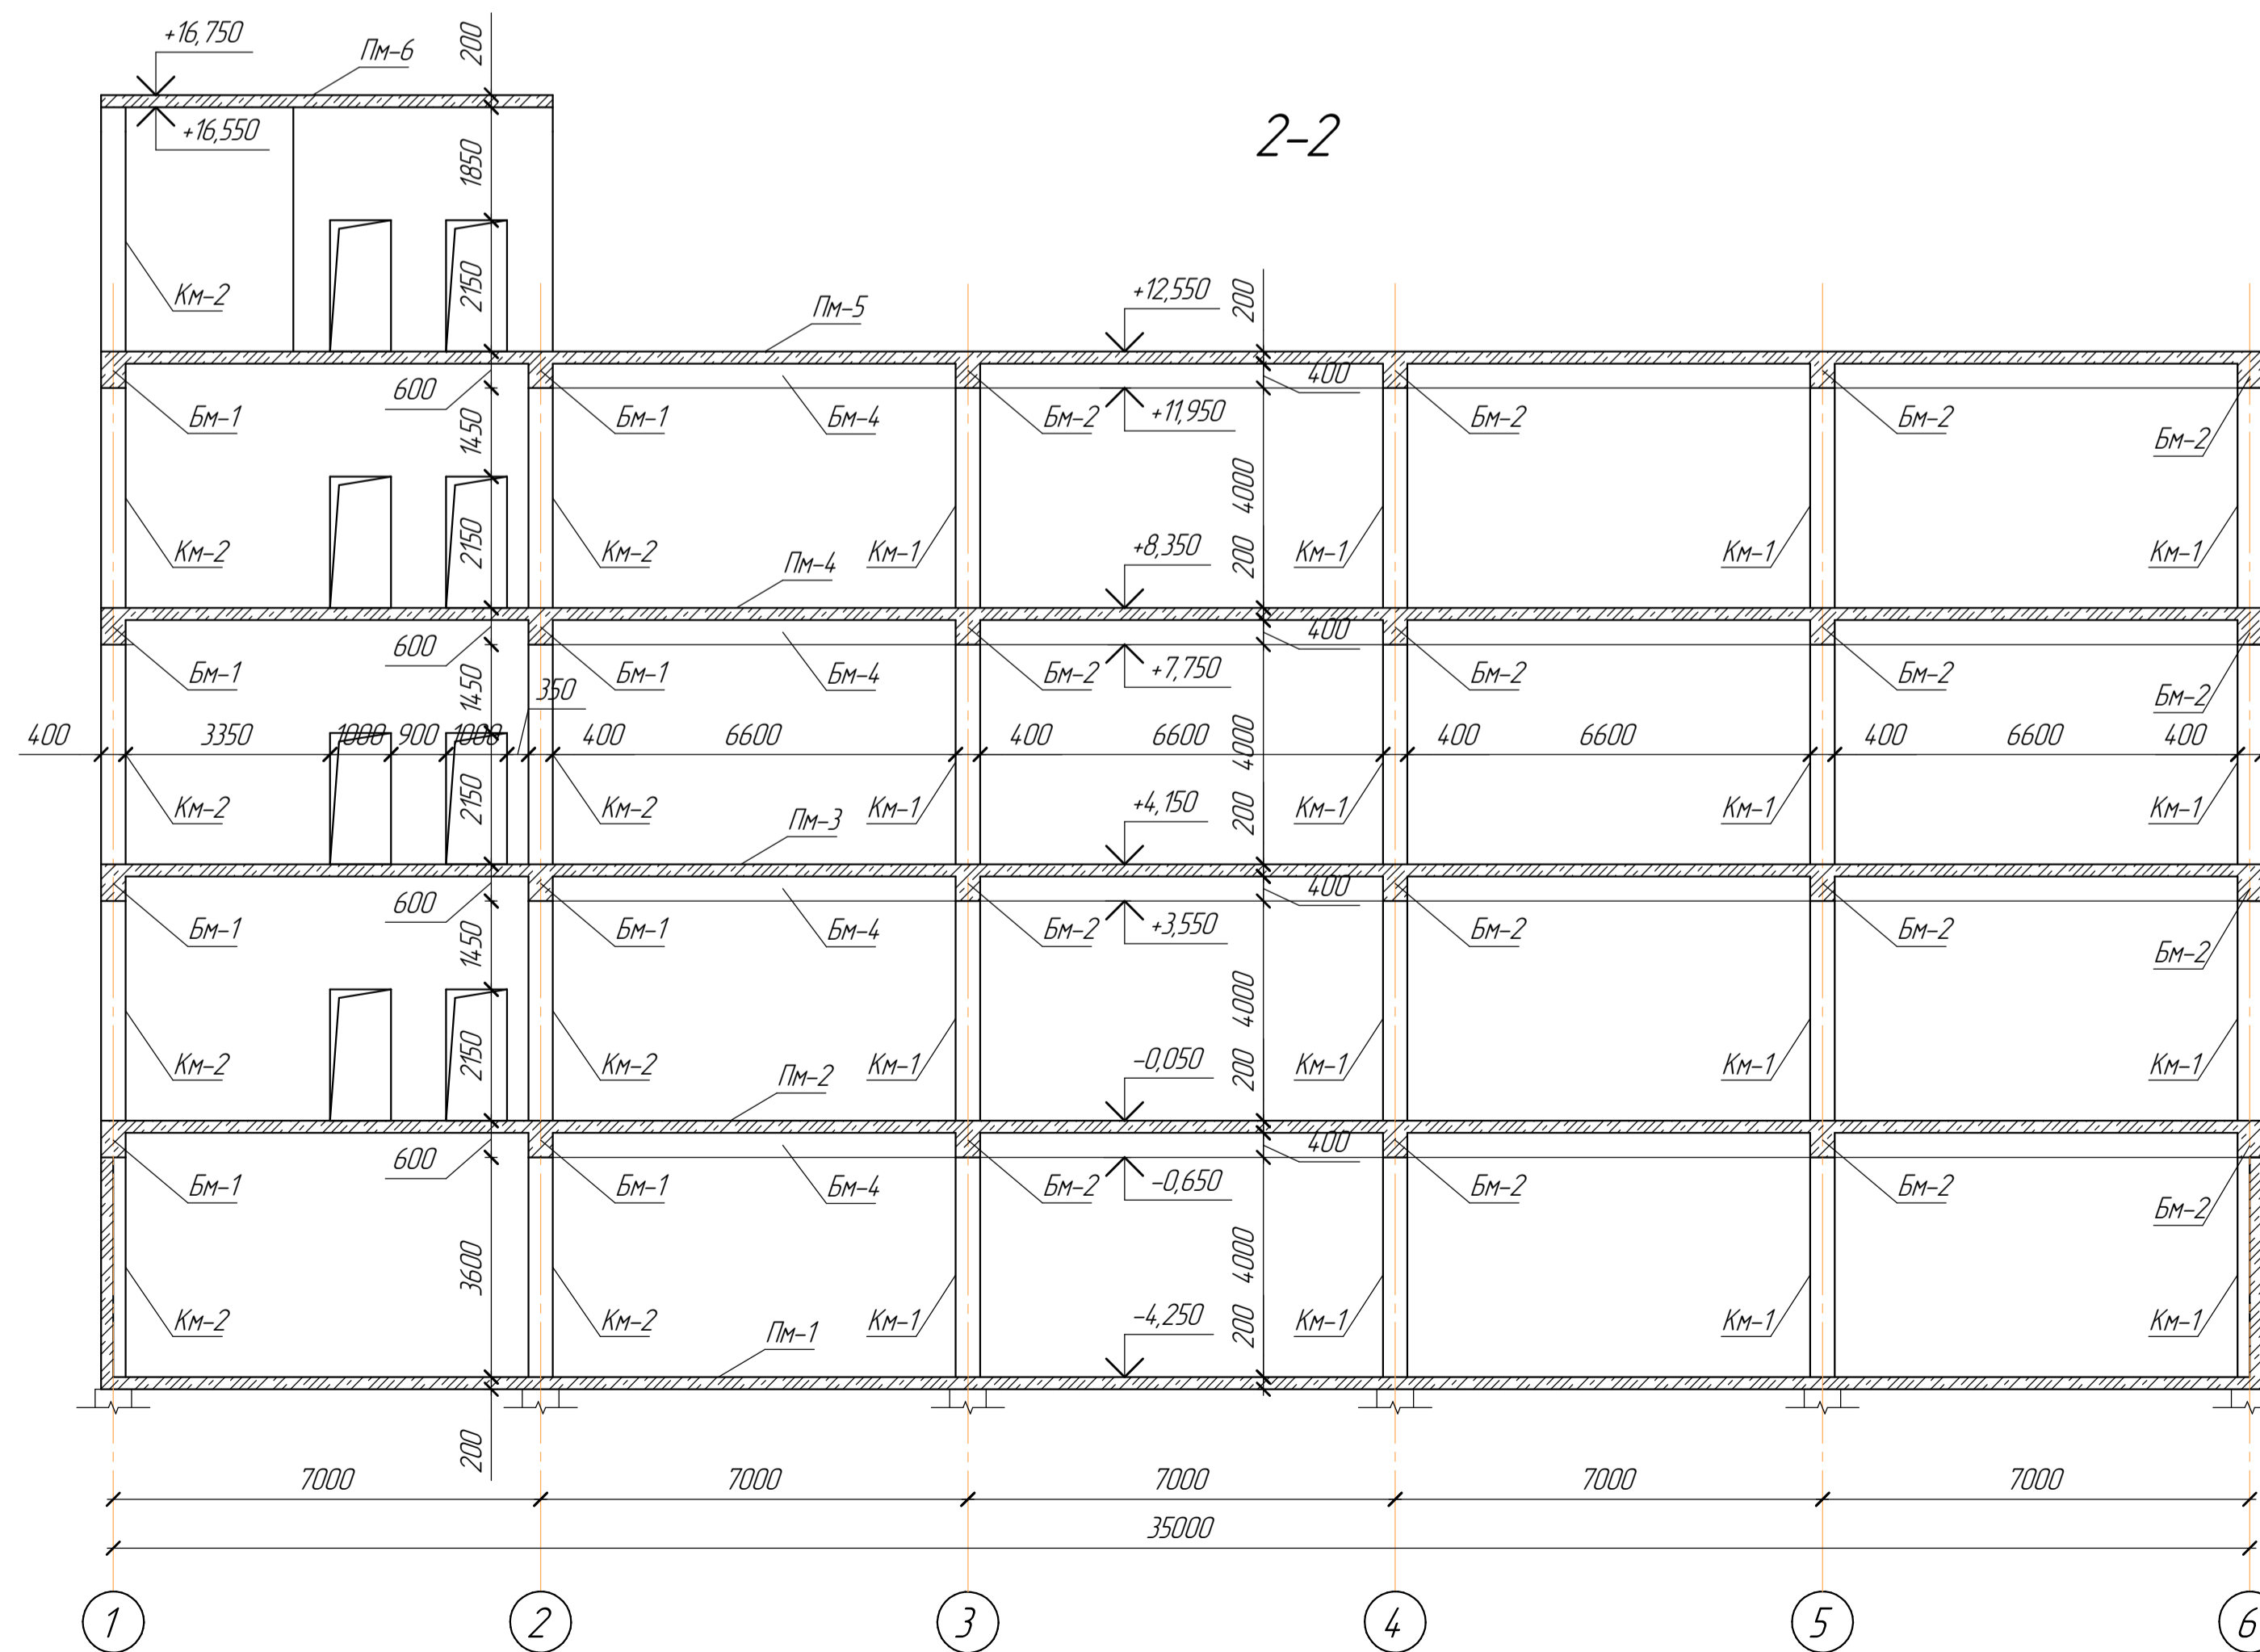 +16,750
Пм-6
200
+16,550
2-2
1850
2150
Км-2
Пм-5
+12,550
200
600
400
Бм-1
Бм-1
Бм-4
Бм-2
+11,950
Бм-2
Бм-2
Бм-2
1450
4000
2150
Км-2
Км-2
Км-1
+8,350
200
Км-1
Км-1
Км-1
Пм-4
600
400
Бм-1
Бм-1
Бм-4
Бм-2
+7,750
Бм-2
Бм-2
Бм-2
1450
350
400
3350
1000
900
1000
400
6600
400
6600
4000
400
6600
400
6600
400
2150
Км-2
Км-2
Км-1
+4,150
200
Км-1
Км-1
Км-1
Пм-3
600
400
Бм-1
Бм-1
Бм-4
Бм-2
+3,550
Бм-2
Бм-2
Бм-2
1450
4000
2150
Км-2
Км-2
Км-1
-0,050
200
Км-1
Км-1
Км-1
Пм-2
600
400
Бм-1
Бм-1
Бм-4
Бм-2
-0,650
Бм-2
Бм-2
Бм-2
3600
4000
Км-2
Км-2
Пм-1
Км-1
-4,250
200
Км-1
Км-1
Км-1
200
7000
7000
7000
7000
7000
35000
1
2
3
4
5
6